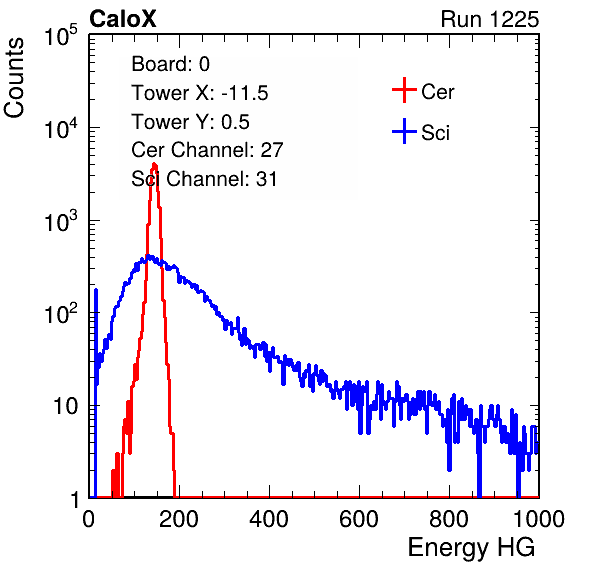 CaloX Run 1225
Counts
10^5
10^4
10^3
10^2
10
1
Board: 0
Tower X: -11.5
Tower Y: 0.5
Cer Channel: 27
Sci Channel: 31
Cer
Sci
0 200 400 600 800 1000
Energy HG